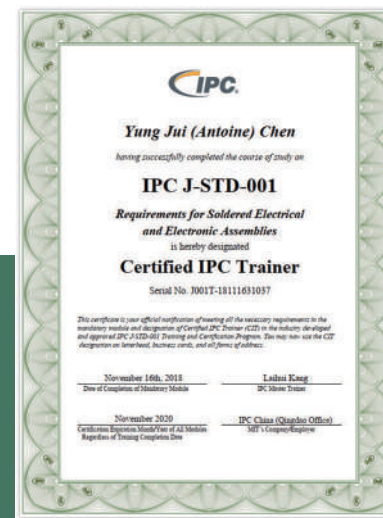 IPC.
Yung Jui (Antoine) Chen
having successfully completed the course of study on
IPC J-STD-001
Requirements for Soldered Electrical
and Electronic Assemblies
is hereby designated
Certified IPC Trainer
Serial No. J001T-18111631037
This certificate is your official notification of meeting all the necessary requirements in the
mandatory module and designation of Certified IPC Trainer (CIT) in the industry developed
and approved IPC J-STD-001 Training and Certification Program. You may now use the CIT
designation on letterhead, business cards, and all forms of address.
November 16th, 2018
Date of Completion of Mandatory Module
Laihui Kang
IPC Master Trainer
November 2020
Certification Expiration Month/Year of All Modules
Regardless of Training Completion Date
IPC China (Qingdao Office)
MIT's Company/Employer